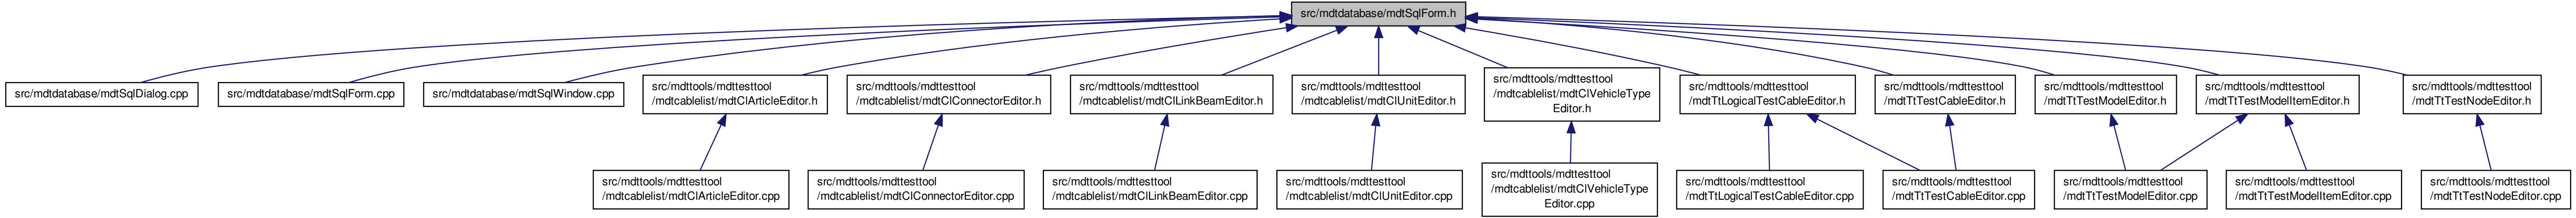 src/mdtdatabase/mdtSqlForm.h
src/mdtdatabase/mdtSqlDialog.cpp
src/mdtdatabase/mdtSqlForm.cpp
src/mdtdatabase/mdtSqlWindow.cpp
src/mdttools/mdttesttool
/mdtcablelist/mdtClArticleEditor.h
src/mdttools/mdttesttool
/mdtcablelist/mdtClConnectorEditor.h
src/mdttools/mdttesttool
/mdtcablelist/mdtClLinkBeamEditor.h
src/mdttools/mdttesttool
/mdtcablelist/mdtClUnitEditor.h
src/mdttools/mdttesttool
/mdtcablelist/mdtClVehicleType
Editor.h
src/mdttools/mdttesttool
/mdtTtLogicalTestCableEditor.h
src/mdttools/mdttesttool
/mdtTtTestCableEditor.h
src/mdttools/mdttesttool
/mdtTtTestModelEditor.h
src/mdttools/mdttesttool
/mdtTtTestModelItemEditor.h
src/mdttools/mdttesttool
/mdtTtTestNodeEditor.h
src/mdttools/mdttesttool
/mdtcablelist/mdtClArticleEditor.cpp
src/mdttools/mdttesttool
/mdtcablelist/mdtClConnectorEditor.cpp
src/mdttools/mdttesttool
/mdtcablelist/mdtClLinkBeamEditor.cpp
src/mdttools/mdttesttool
/mdtcablelist/mdtClUnitEditor.cpp
src/mdttools/mdttesttool
/mdtcablelist/mdtClVehicleType
Editor.cpp
src/mdttools/mdttesttool
/mdtTtLogicalTestCableEditor.cpp
src/mdttools/mdttesttool
/mdtTtTestCableEditor.cpp
src/mdttools/mdttesttool
/mdtTtTestModelEditor.cpp
src/mdttools/mdttesttool
/mdtTtTestModelItemEditor.cpp
src/mdttools/mdttesttool
/mdtTtTestNodeEditor.cpp